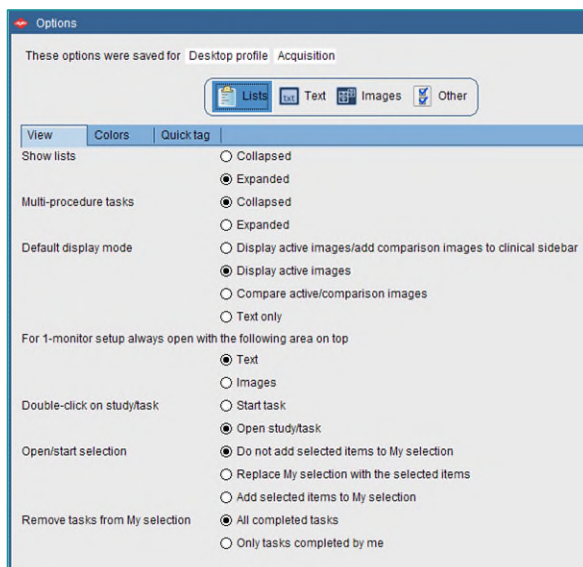 Options
These options were saved for Desktop profile Acquisition
Lists txt Text Images Other
View Colors Quick tag
Show lists Collapsed
Expanded
Multi-procedure tasks Collapsed
Expanded
Default display mode Display active images/add comparison images to clinical sidebar
Display active images
Compare active/comparison images
Text only
For 1-monitor setup always open with the following area on top
Text
Images
Double-click on study/task Start task
Open study/task
Open/start selection Do not add selected items to My selection
Replace My selection with the selected items
Add selected items to My selection
Remove tasks from My selection All completed tasks
Only tasks completed by me